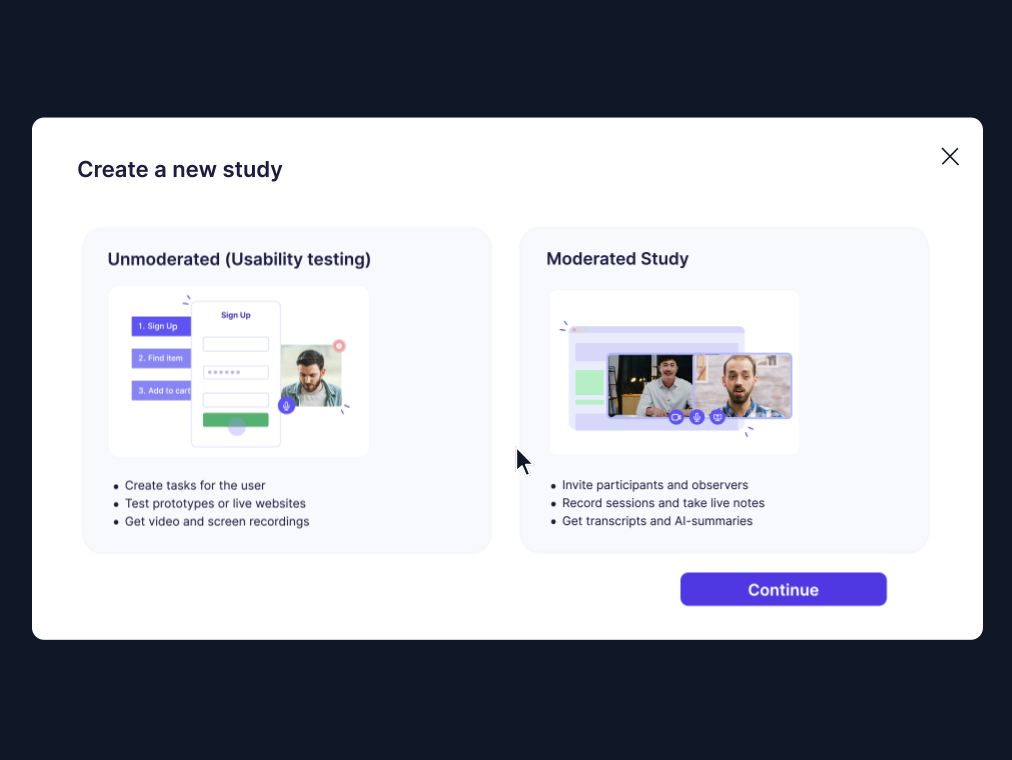 Create a new study
Unmoderated (Usability testing)
Sign Up
1. Sign Up
2. Find item
3. Add to cart
• Create tasks for the user
• Test prototypes or live websites
• Get video and screen recordings
Moderated Study
• Invite participants and observers
• Record sessions and take live notes
• Get transcripts and AI-summaries
Continue